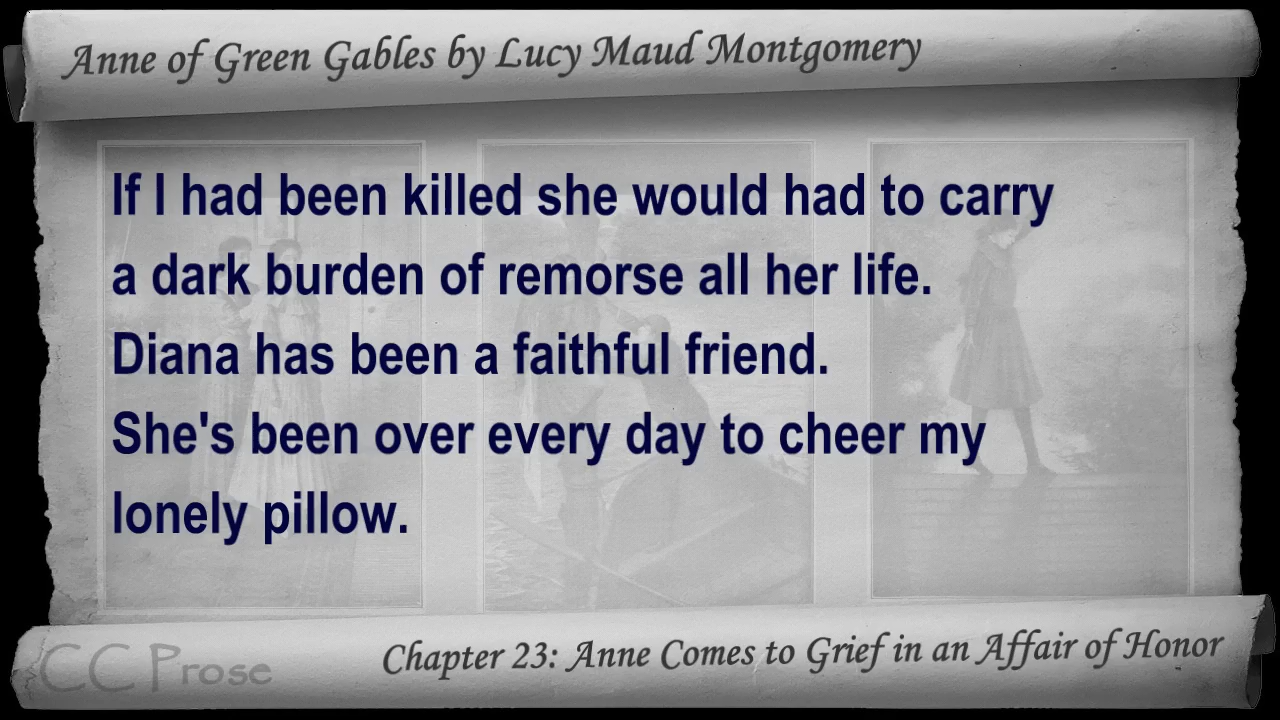 Anne of Green Gables by Lucy Maud Montgomery
If I had been killed she would had to carry
a dark burden of remorse all her life.
Diana has been a faithful friend.
She's been over every day to cheer my
lonely pillow.
CC Prose
Chapter 23: Anne Comes to Grief in an Affair of Honor